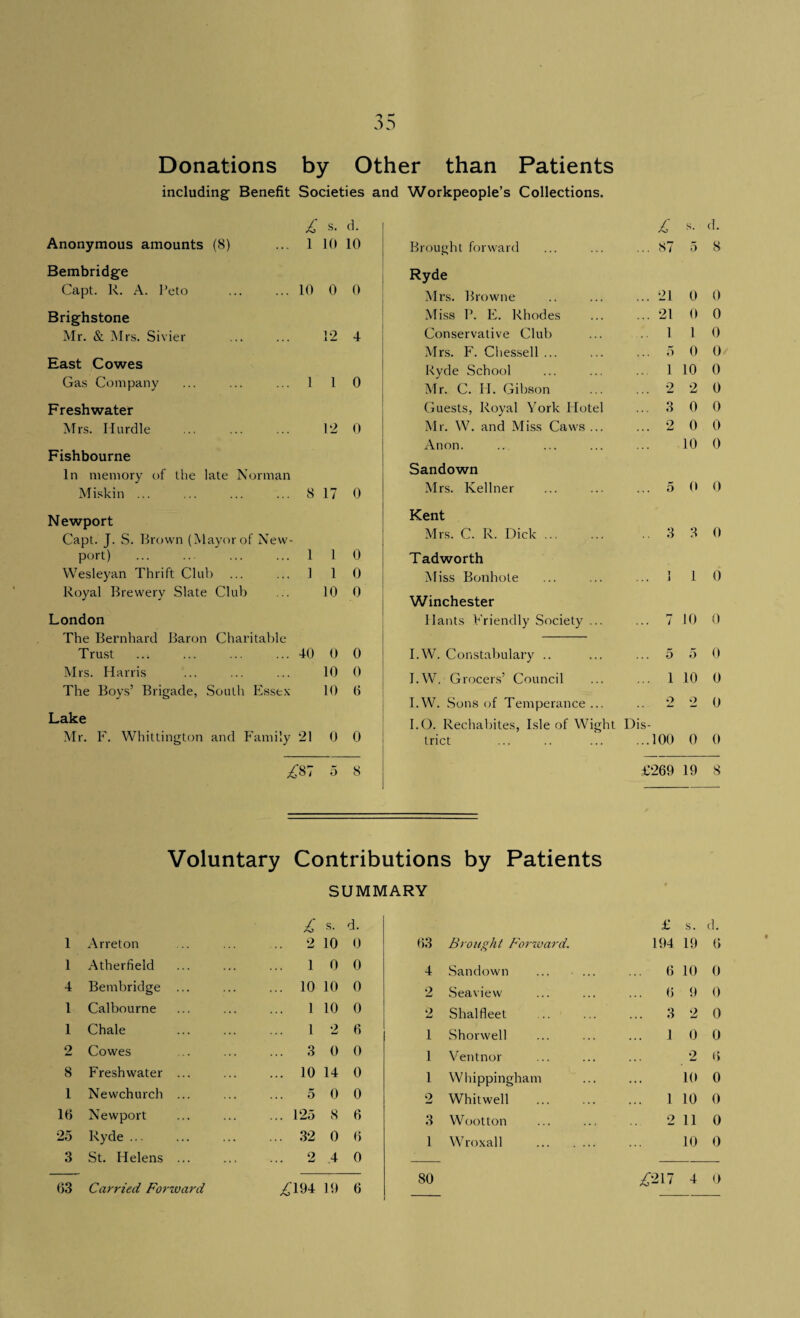 35
Donations by Other than Patients
including Benefit Societies and Workpeople's Collections.
£ s. d.
Anonymous amounts (8) ... 1 10 10
Bembridge
Capt. R. A. Peto ... ... 10 0 0
Brighstone
Mr. & Mrs. Sivier ... ... 12 4
East Cowes
Gas Company ... ... ... 1 1 0
Freshwater
Mrs. Hurdle ... ... ... 12 0
Fishbourne
In memory of the late Norman
Miskin ... ... ... ... 8 17 0
Newport
Capt. J. S. Brown (Mayor of New-
port) ... ... ... ... 1 1 0
Wesleyan Thrift Club ... ... 1 1 0
Royal Brewery Slate Club ... 10 0
London
The Bernhard Baron Charitable
Trust ... ... ... ... 40 0 0
Mrs. Harris ... ... ... 10 0
The Boys' Brigade, South Essex 10 6
Lake
Mr. F. Whittington and Family 21 0 0
£87 5 8
£ s. d.
Brought forward ... ... ... 87 5 8
Ryde
Mrs. Browne .. ... ... 21 0 0
Miss P. E. Rhodes ... ... 21 0 0
Conservative Club ... .. 1 1 0
Mrs. F. Chessell ... ... ... 5 0 0
Ryde School ... ... .. 1 10 0
Mr. C. H. Gibson ... ... 2 2 0
Guests, Royal York Hotel ... 3 0 0
Mr. W. and Miss Caws ... ... 2 0 0
Anon. .. ... ... ... 10 0
Sandown
Mrs. Kellner ... ... ... 5 0 0
Kent
Mrs. C. R. Dick ... ... .. 3 3 0
Tadworth
Miss Bonhote ... ... ... 1 1 0
Winchester
Hants Friendly Society ... ... 7 10 0
I.W. Constabulary .. ... ... 5 5 0
I.W. Grocers' Council ... ... 1 10 0
I.W. Sons of Temperance ... .. 2 2 0
I.O. Rechabites, Isle of Wight Dis-
trict ... .. ... ...100 0 0
£269 19 8
Voluntary Contributions by Patients
SUMMARY
£ s. d.
1 Arreton .. ... .. 2 10 0
1 Atherfield ... ... ... 1 0 0
4 Bembridge ... ... ... 10 10 0
1 Calbourne ... ... ... 1 10 0
1 Chale ... ... ... 1 2 6
2 Cowes .. ... ... 3 0 0
8 Freshwater ... ... ... 10 14 0
1 Newchurch ... ... ... 5 0 0
16 Newport ... ... ... 125 8 6
25 Ryde ... ... ... ... 32 0 6
3 St. Helens ... ... ... 2 4 0
63 Carried Forward £194 19 6
£ s. d.
63 Brought Forward. 194 19 6
4 Sandown ... ... ... 6 10 0
2 Seaview ... ... ... 6 9 0
2 Shalfleet .. ... ... 3 2 0
1 Shorwell ... ... ... 1 0 0
1 Ventnor ... ... ... 2 6
1 Whippingham ... ... 10 0
2 Whitwell ... ... ... 1 10 0
3 Wootton ... ... .. 2 11 0
1 Wroxall ... ... ... 10 0
80 £217 4 0